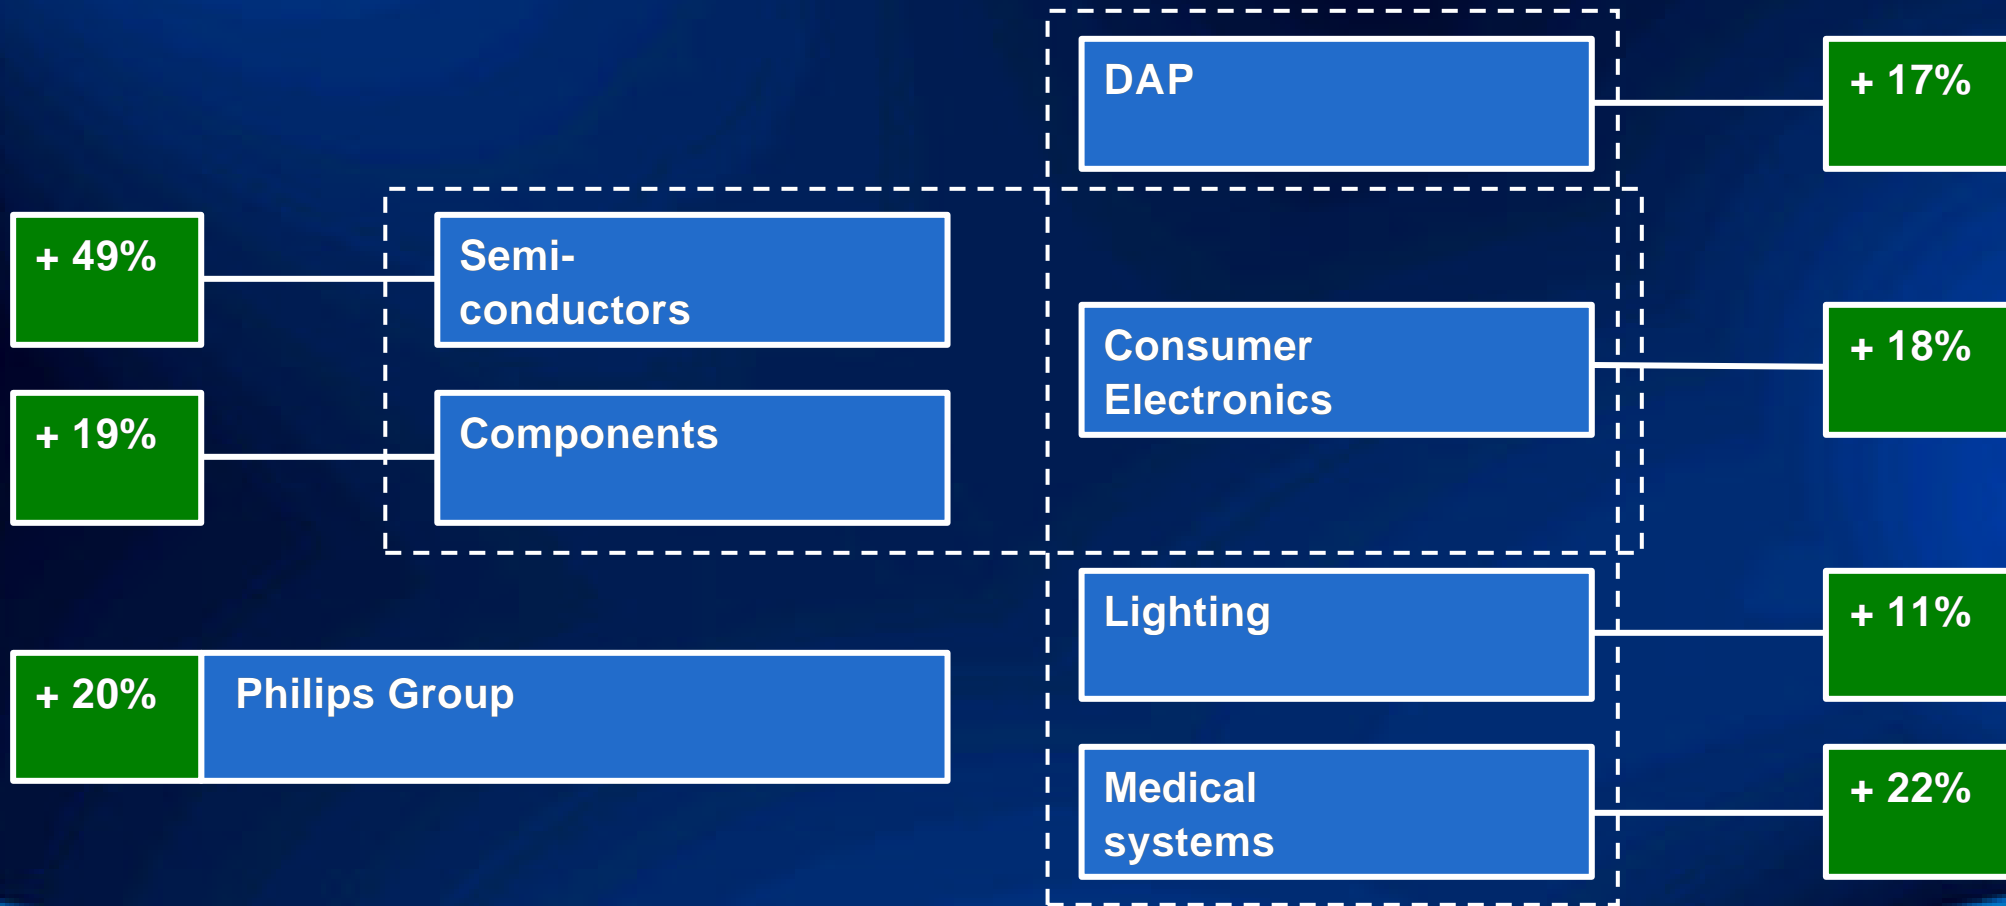 DAP
+ 17%
+ 49%
Semi-
conductors
Consumer
Electronics
+ 18%
+ 19%
Components
Lighting
+ 11%
+ 20%
Philips Group
Medical
systems
+ 22%